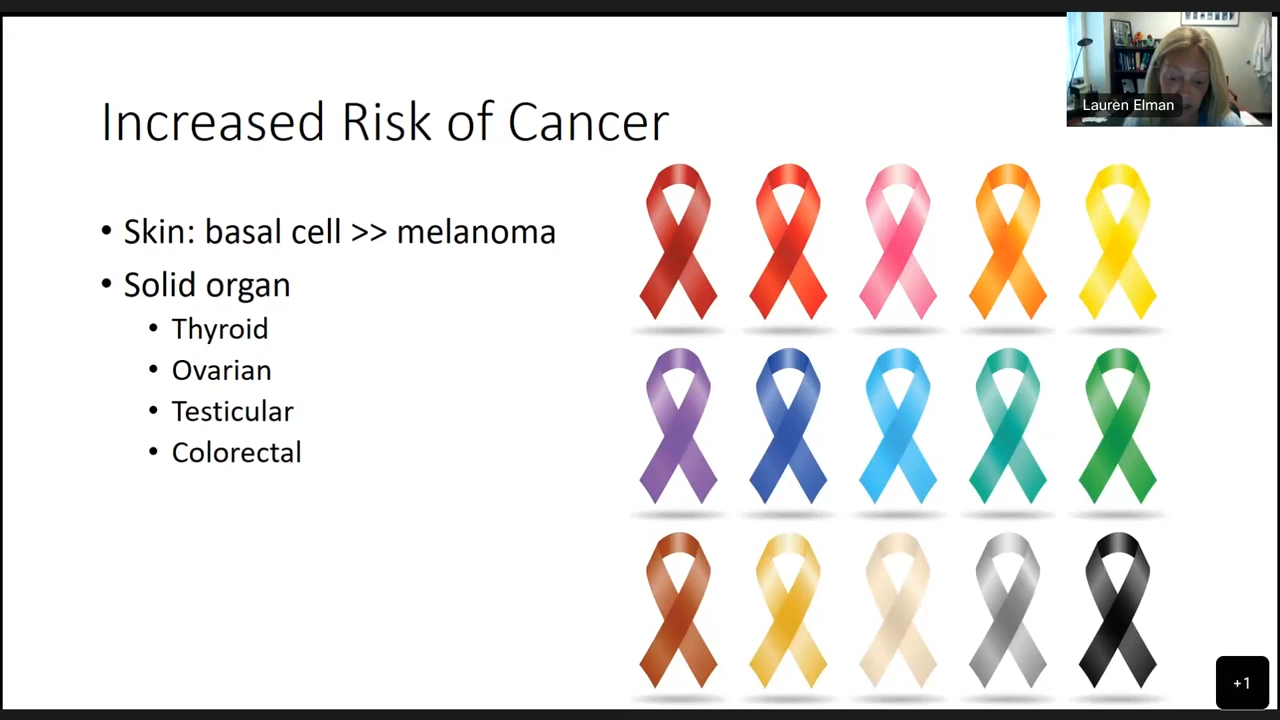 Increased Risk of Cancer
Lauren Elman
• Skin: basal cell >> melanoma
• Solid organ
• Thyroid
• Ovarian
• Testicular
• Colorectal
+1